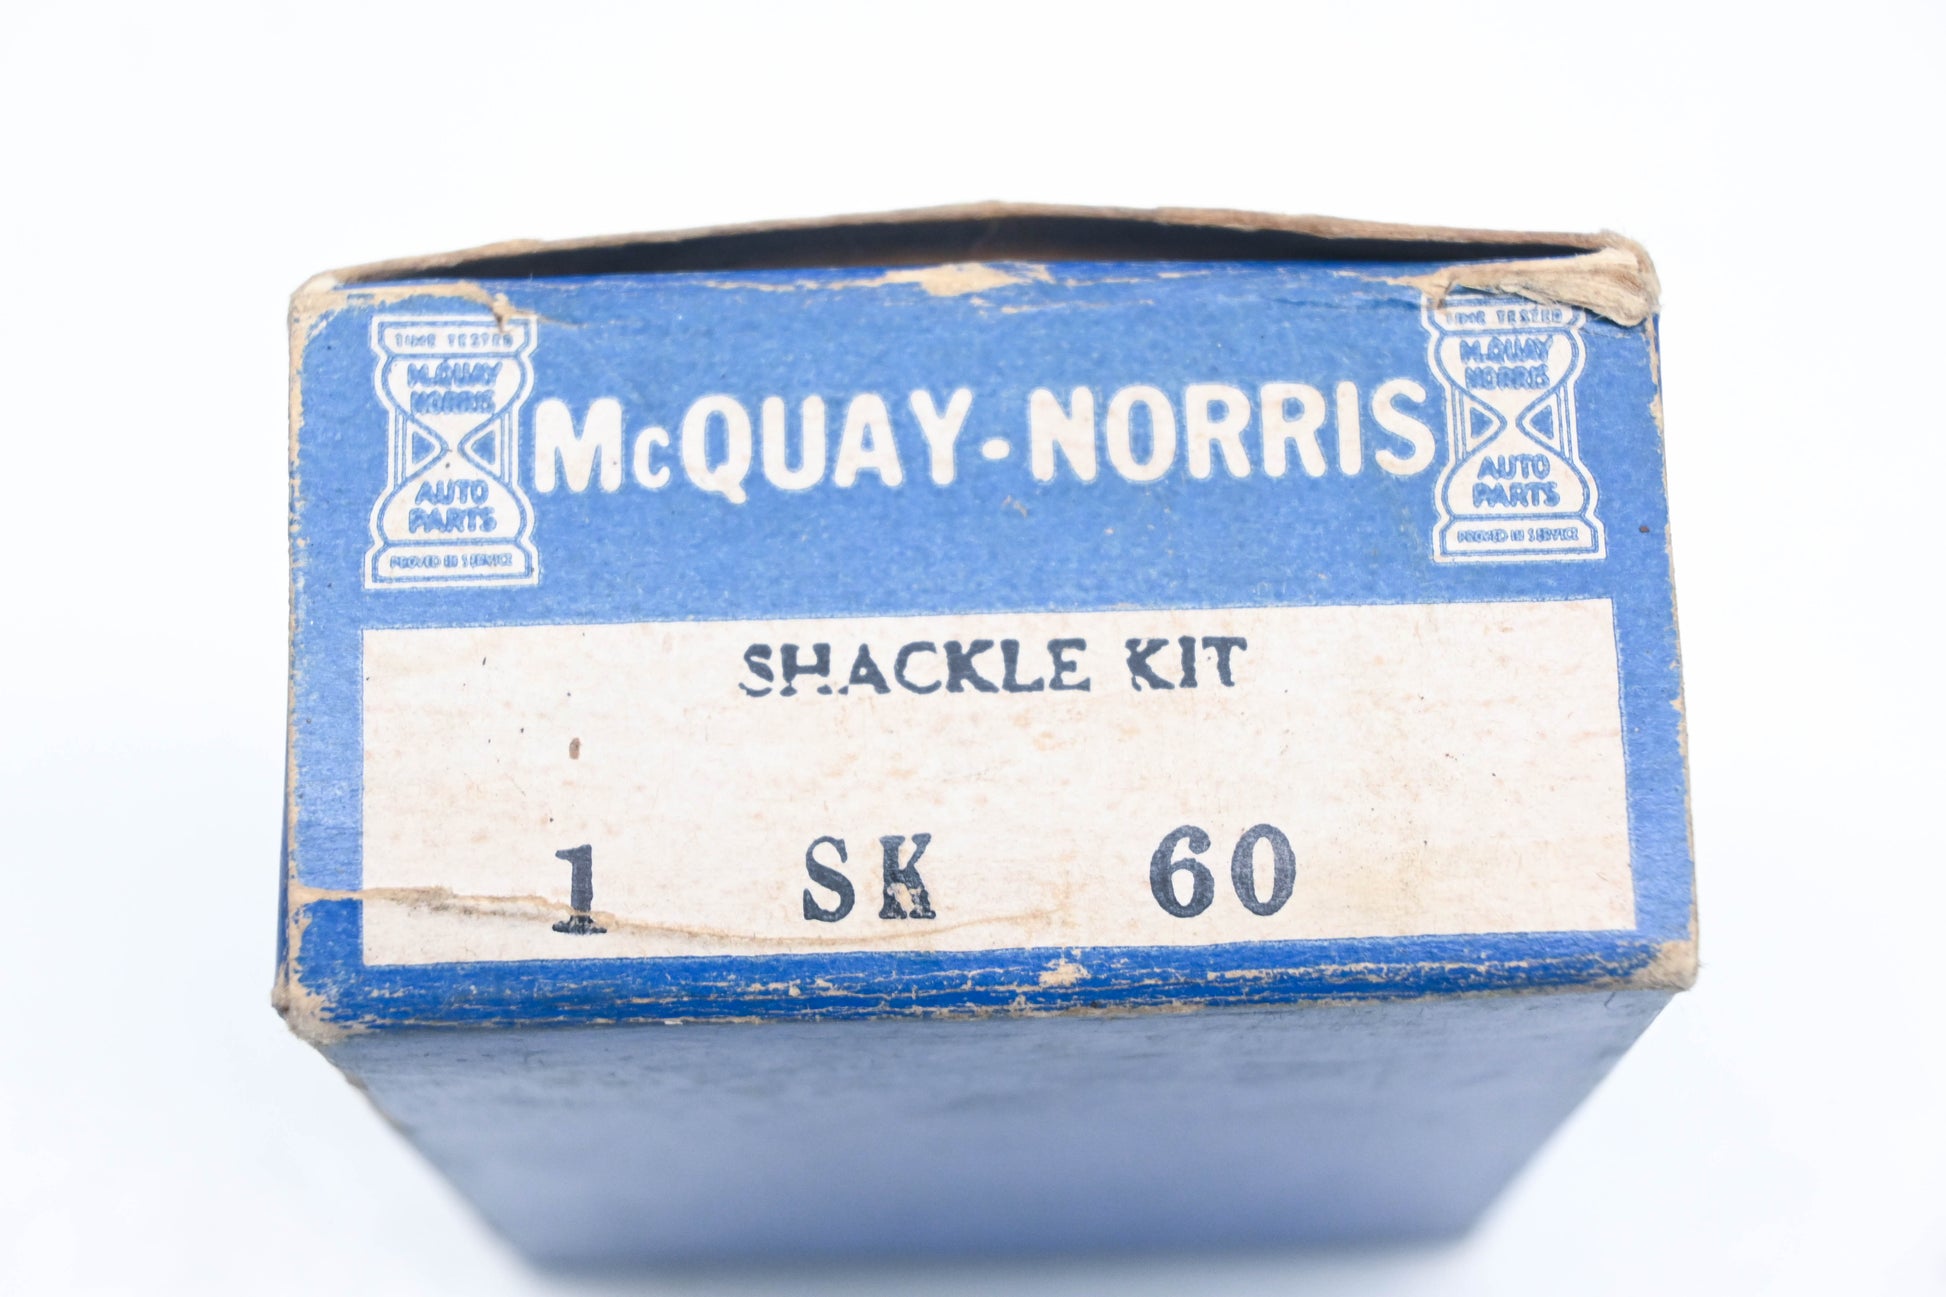 TIME TESTED
McQUAY
NORRIS
AUTO
PARTS
PROVED IN SERVICE
McQUAY-NORRIS
TIME TESTED
McQUAY
NORRIS
AUTO
PARTS
PROVED IN SERVICE
SHACKLE KIT
1 SK 60